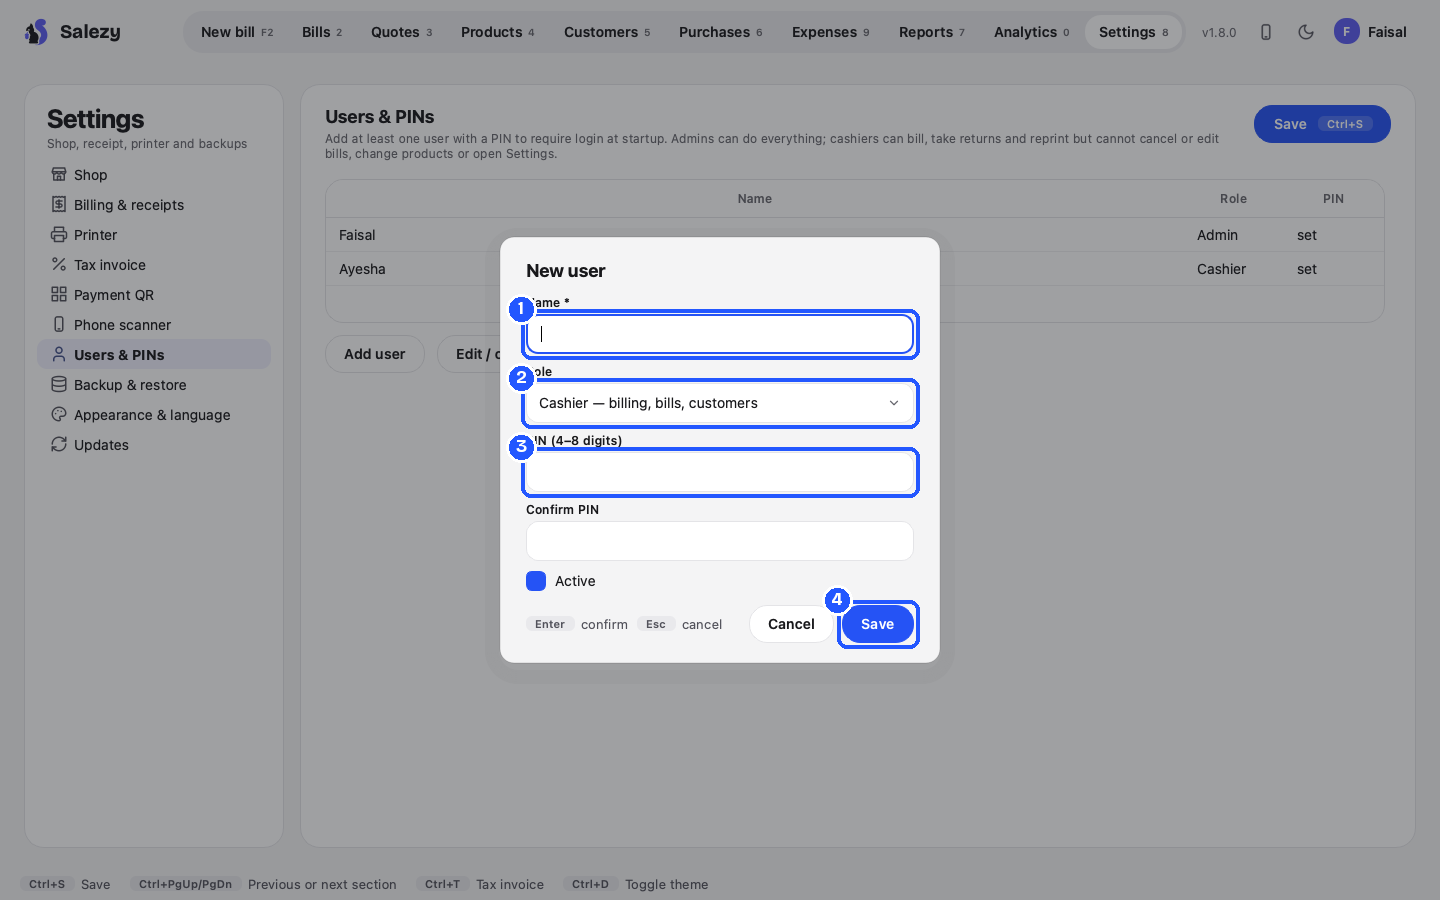 Salezy
New bill F2
Bills 2
Quotes 3
Products 4
Customers 5
Purchases 6
Expenses 9
Reports 7
Analytics 0
Settings 8
v1.8.0
F
Faisal
Settings
Shop, receipt, printer and backups
Shop
Billing & receipts
Printer
Tax invoice
Payment QR
Phone scanner
Users & PINs
Backup & restore
Appearance & language
Updates
Users & PINs
Add at least one user with a PIN to require login at startup. Admins can do everything; cashiers can bill, take returns and reprint but cannot cancel or edit
bills, change products or open Settings.
Save Ctrl+S
Name Role PIN
Faisal Admin set
Ayesha Cashier set
Add user
Edit / c
New user
ame *
1
ole
2
Cashier — billing, bills, customers
IN (4–8 digits)
3
Confirm PIN
Active
4
Enter confirm Esc cancel
Cancel
Save
Ctrl+S Save Ctrl+PgUp/PgDn Previous or next section Ctrl+T Tax invoice Ctrl+D Toggle theme